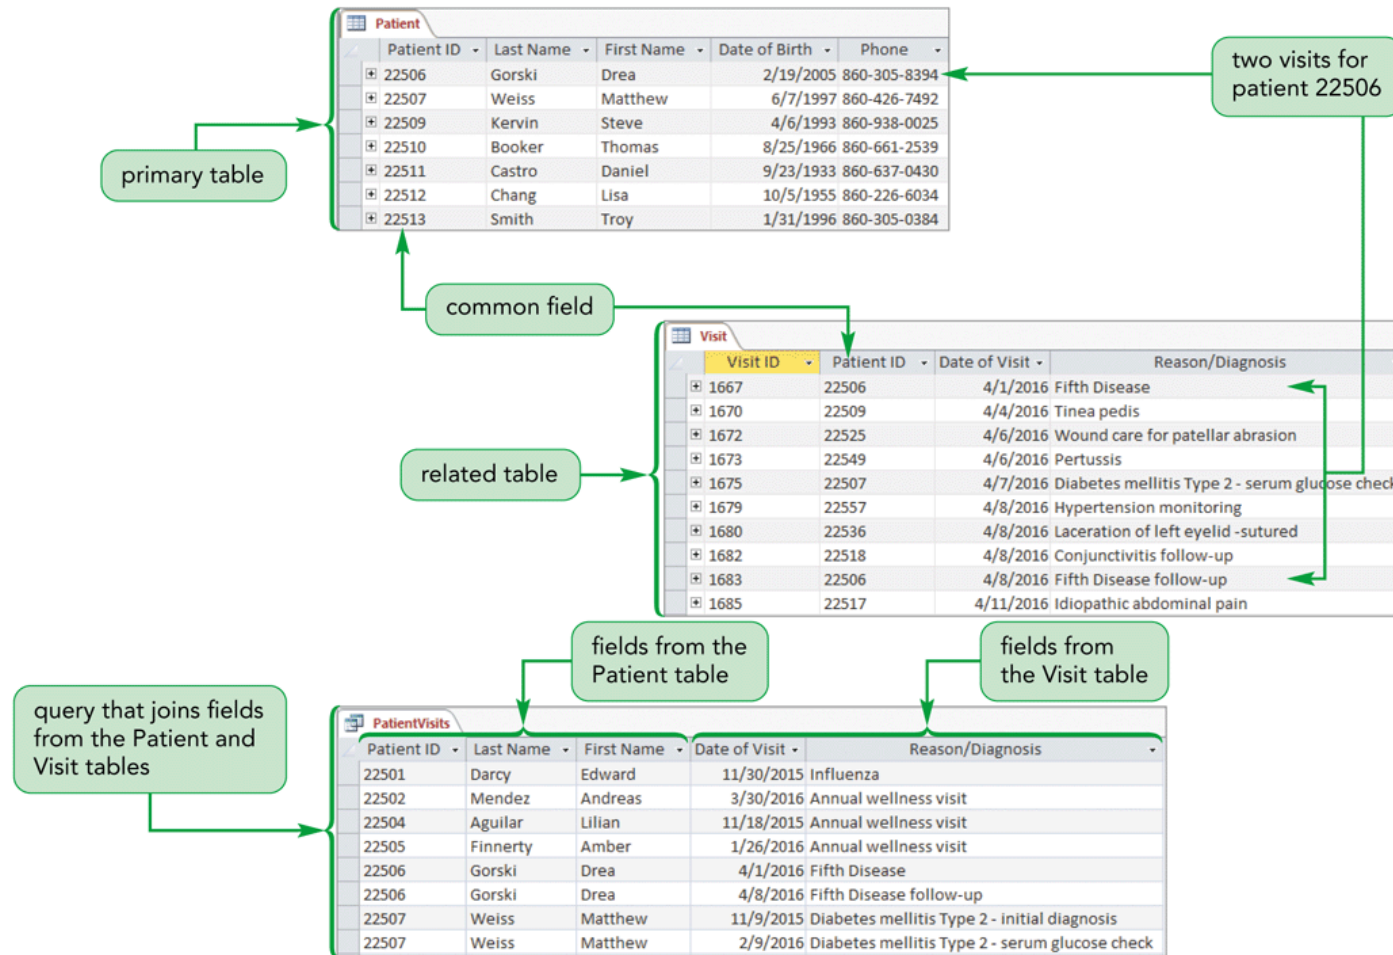 Patient
Patient ID Last Name First Name Date of Birth Phone
22506 Gorski Drea 2/19/2005 860-305-8394
22507 Weiss Matthew 6/7/1997 860-426-7492
22509 Kervin Steve 4/6/1993 860-938-0025
22510 Booker Thomas 8/25/1966 860-661-2539
22511 Castro Daniel 9/23/1933 860-637-0430
22512 Chang Lisa 10/5/1955 860-226-6034
22513 Smith Troy 1/31/1996 860-305-0384
two visits for
patient 22506
primary table
common field
Visit
Visit ID Patient ID Date of Visit Reason/Diagnosis
1667 22506 4/1/2016 Fifth Disease
1670 22509 4/4/2016 Tinea pedis
1672 22525 4/6/2016 Wound care for patellar abrasion
1673 22549 4/6/2016 Pertussis
1675 22507 4/7/2016 Diabetes mellitis Type 2 - serum glucose check
1679 22557 4/8/2016 Hypertension monitoring
1680 22536 4/8/2016 Laceration of left eyelid -sutured
1682 22518 4/8/2016 Conjunctivitis follow-up
1683 22506 4/8/2016 Fifth Disease follow-up
1685 22517 4/11/2016 Idiopathic abdominal pain
related table
fields from the
Patient table
fields from
the Visit table
query that joins fields
from the Patient and
Visit tables
PatientVisits
Patient ID Last Name First Name Date of Visit Reason/Diagnosis
22501 Darcy Edward 11/30/2015 Influenza
22502 Mendez Andreas 3/30/2016 Annual wellness visit
22504 Aguilar Lilian 11/18/2015 Annual wellness visit
22505 Finnerty Amber 1/26/2016 Annual wellness visit
22506 Gorski Drea 4/1/2016 Fifth Disease
22506 Gorski Drea 4/8/2016 Fifth Disease follow-up
22507 Weiss Matthew 11/9/2015 Diabetes mellitis Type 2 - initial diagnosis
22507 Weiss Matthew 2/9/2016 Diabetes mellitis Type 2 - serum glucose check